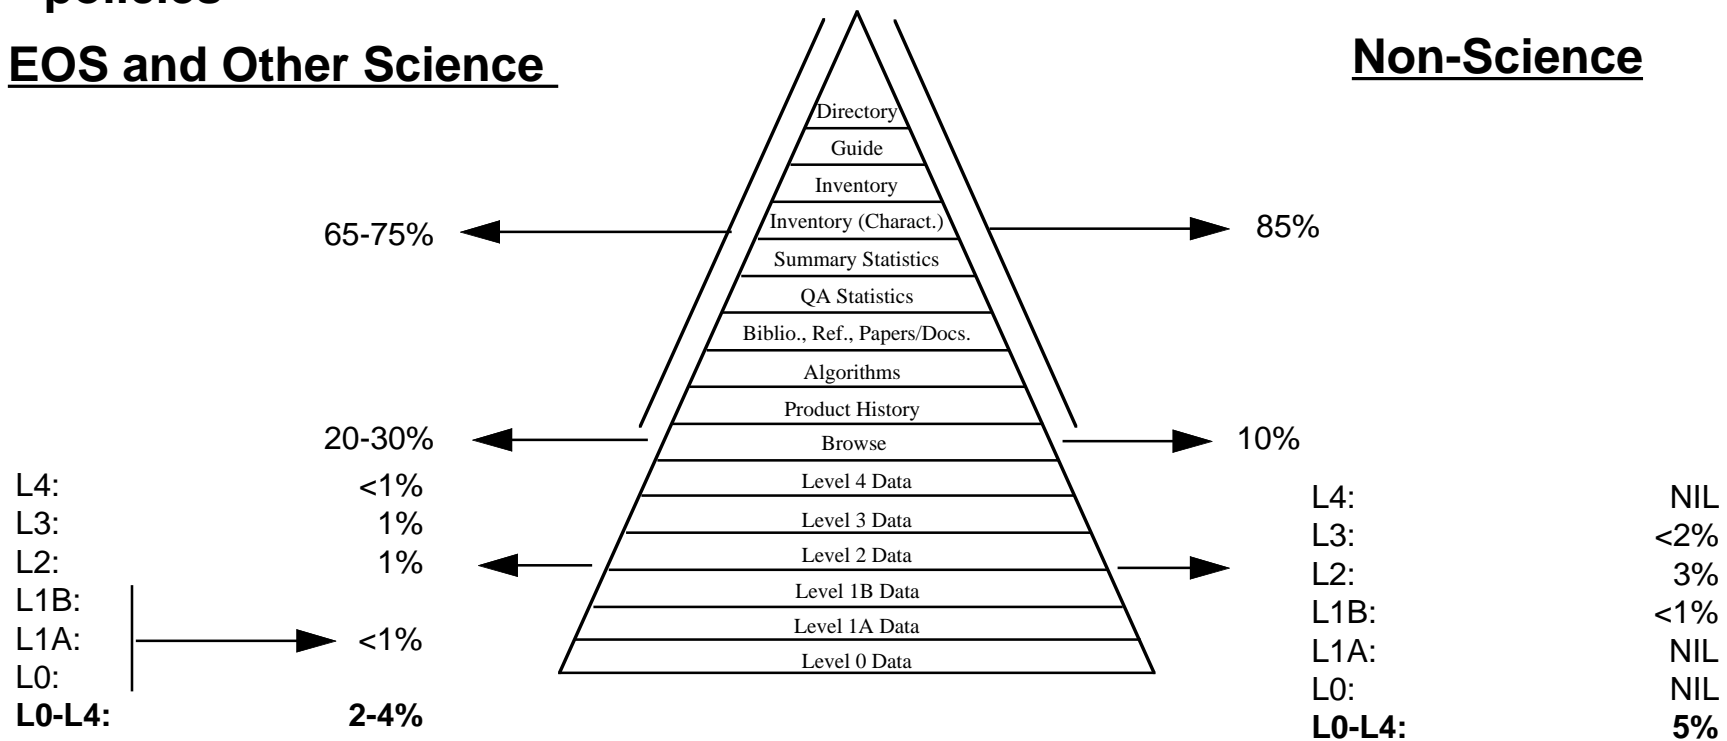 policies
EOS and Other Science
Non-Science
Directory
Guide
Inventory
Inventory (Charact.)
65-75%
85%
Summary Statistics
QA Statistics
Biblio., Ref., Papers/Docs.
Algorithms
Product History
20-30%
Browse
10%
Level 4 Data
Level 3 Data
Level 2 Data
Level 1B Data
Level 1A Data
Level 0 Data
L4: <1%
L3: 1%
L2: 1%
L1B:
L1A: <1%
L0:
L0-L4: 2-4%
L4: NIL
L3: <2%
L2: 3%
L1B: <1%
L1A: NIL
L0: NIL
L0-L4: 5%